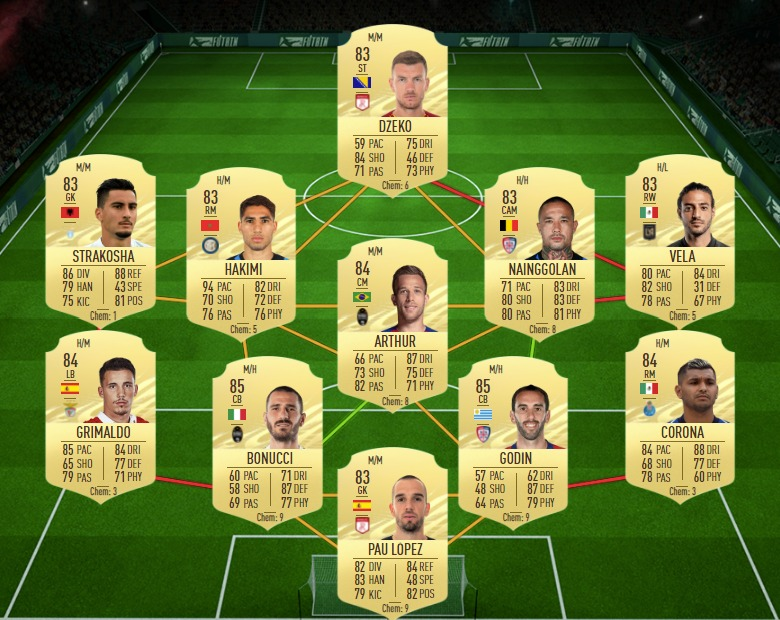 FUTBIN
FUTBIN
FUTBIN
FUTBIN
M/M
83
ST
DZEKO
59 PAC 75 DRI
84 SHO 46 DEF
71 PAS 73 PHY
Chem: 6
M/M
83
GK
STRAKOSHA
86 DIV 88 REF
79 HAN 43 SPE
75 KIC 81 POS
Chem: 1
H/M
83
RM
HAKIMI
94 PAC 82 DRI
70 SHO 72 DEF
76 PAS 76 PHY
Chem: 5
H/H
83
CAM
NAINGGOLAN
71 PAC 83 DRI
80 SHO 83 DEF
80 PAS 81 PHY
Chem: 8
H/L
83
RW
VELA
80 PAC 84 DRI
82 SHO 31 DEF
78 PAS 67 PHY
Chem: 5
M/M
84
CM
ARTHUR
66 PAC 87 DRI
73 SHO 75 DEF
82 PAS 71 PHY
Chem: 8
H/M
84
LB
GRIMALDO
85 PAC 84 DRI
65 SHO 77 DEF
79 PAS 71 PHY
Chem: 3
M/H
85
CB
BONUCCI
60 PAC 71 DRI
58 SHO 87 DEF
69 PAS 77 PHY
Chem: 9
M/H
85
CB
GODIN
57 PAC 62 DRI
48 SHO 87 DEF
64 PAS 79 PHY
Chem: 9
H/M
84
RM
CORONA
84 PAC 88 DRI
68 SHO 77 DEF
78 PAS 60 PHY
Chem: 3
M/M
83
GK
PAU LOPEZ
82 DIV 84 REF
83 HAN 48 SPE
79 KIC 82 POS
Chem: 9